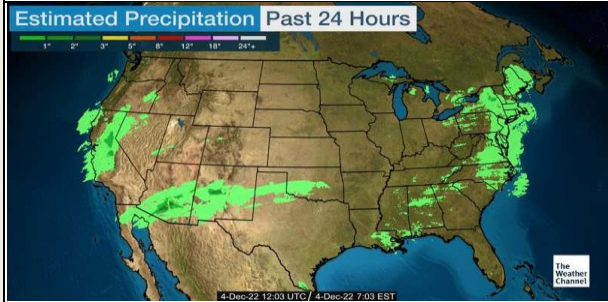 Estimated Precipitation Past 24 Hours
1" 2" 3" 5" 8" 12" 18" 24"+
4-Dec-22 12:03 UTC / 4-Dec-22 7:03 EST
The
Weather
Channel